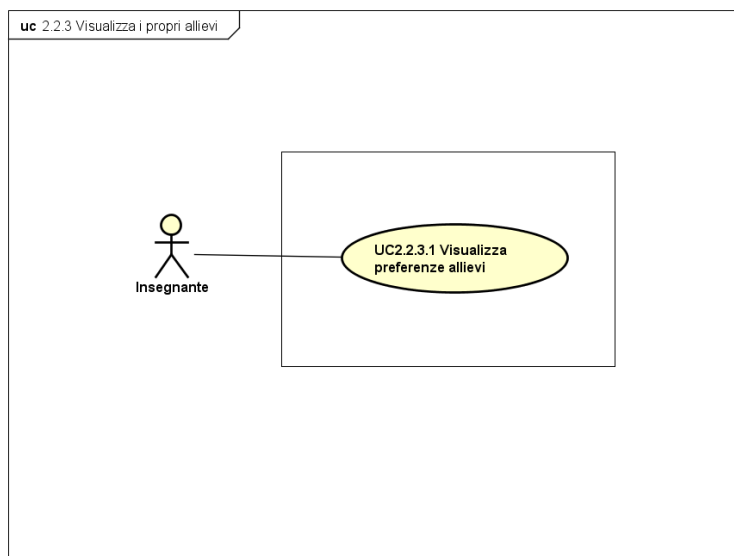 uc 2.2.3 Visualizza i propri allievi
UC2.2.3.1 Visualizza
preferenze allievi
Insegnante